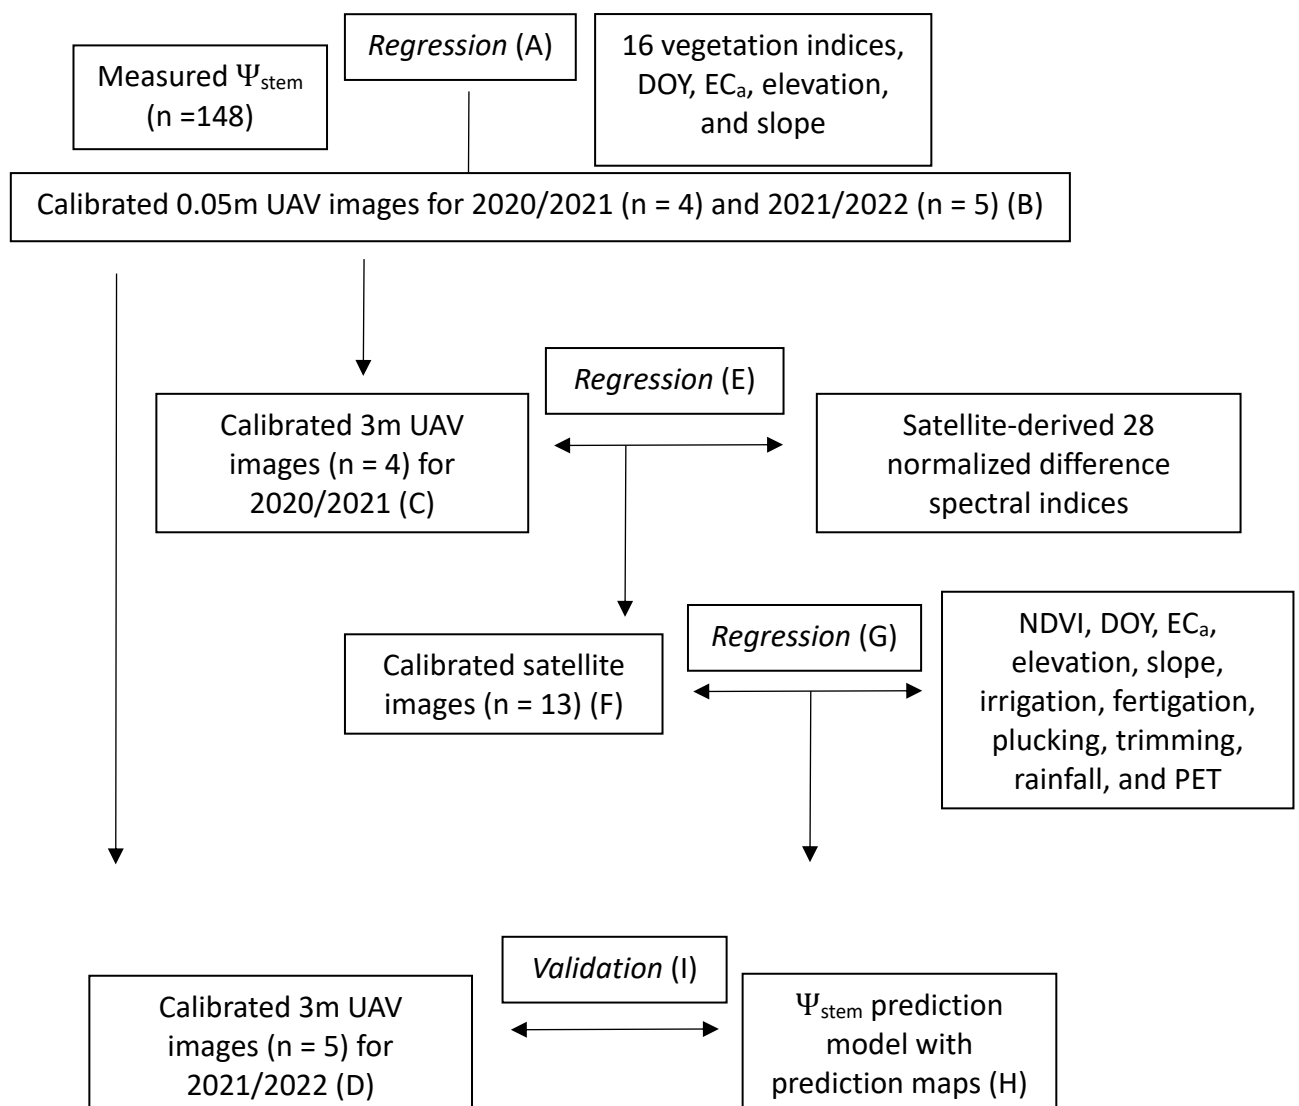 Measured Ψstem
(n =148)
Regression (A)
16 vegetation indices,
DOY, ECa, elevation,
and slope
Calibrated 0.05m UAV images for 2020/2021 (n = 4) and 2021/2022 (n = 5) (B)
Calibrated 3m UAV
images (n = 4) for
2020/2021 (C)
Regression (E)
Satellite-derived 28
normalized difference
spectral indices
Calibrated satellite
images (n = 13) (F)
Regression (G)
NDVI, DOY, ECa,
elevation, slope,
irrigation, fertigation,
plucking, trimming,
rainfall, and PET
Calibrated 3m UAV
images (n = 5) for
2021/2022 (D)
Validation (I)
Ψstem prediction
model with
prediction maps (H)